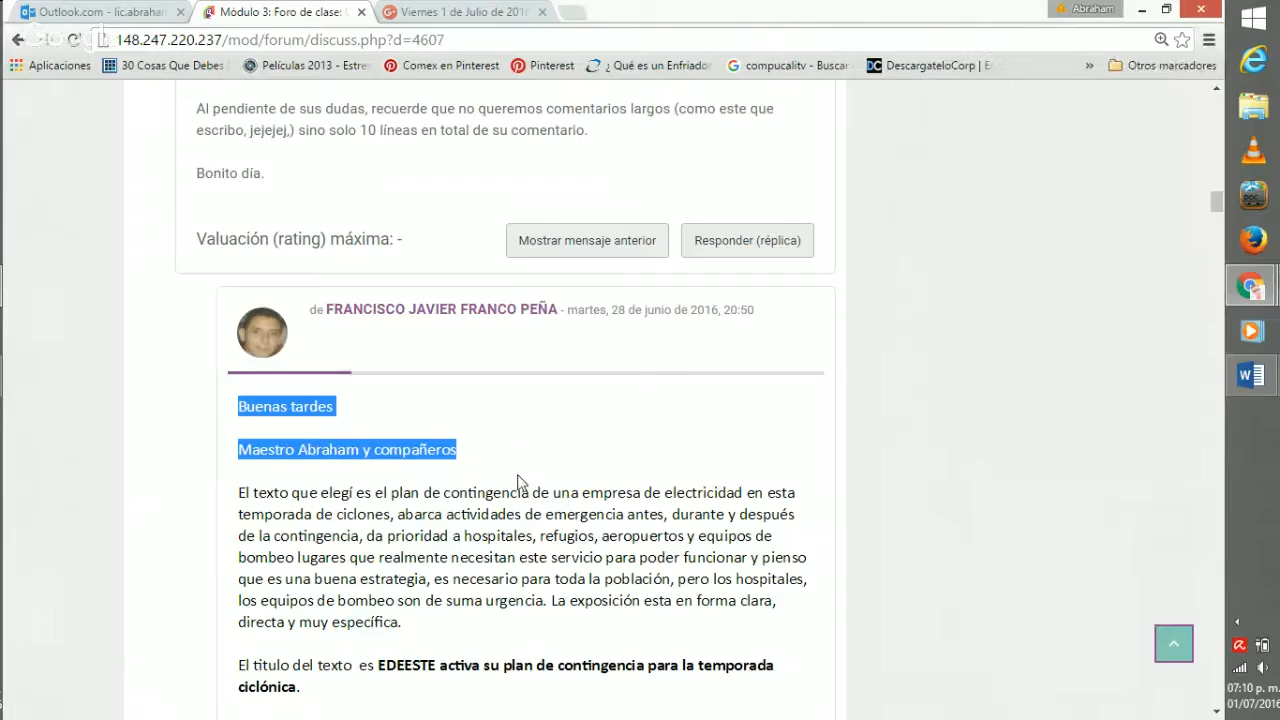 Outlook.com - lic.abraham
Módulo 3: Foro de clase:
Viernes 1 de Julio de 2016
Abraham
148.247.220.237/mod/forum/discuss.php?d=4607
Aplicaciones
30 Cosas Que Debes
Películas 2013 - Estre
Comex en Pinterest
Pinterest
¿ Qué es un Enfriador
compucality - Buscar
DescargateloCorp | E
»
Otros marcadores
Al pendiente de sus dudas, recuerde que no queremos comentarios largos (como este que
escribo, jejejej,) sino solo 10 líneas en total de su comentario.
Bonito día.
Valuación (rating) máxima: -
Mostrar mensaje anterior
Responder (réplica)
de FRANCISCO JAVIER FRANCO PEÑA - martes, 28 de junio de 2016, 20:50
Buenas tardes
Maestro Abraham y compañeros
El texto que elegí es el plan de contingencia de una empresa de electricidad en esta
temporada de ciclones, abarca actividades de emergencia antes, durante y después
de la contingencia, da prioridad a hospitales, refugios, aeropuertos y equipos de
bombeo lugares que realmente necesitan este servicio para poder funcionar y pienso
que es una buena estrategia, es necesario para toda la población, pero los hospitales,
los equipos de bombeo son de suma urgencia. La exposición esta en forma clara,
directa y muy específica.
El titulo del texto es EDEESTE activa su plan de contingencia para la temporada
ciclónica.
07:10 p. m.
01/07/2016